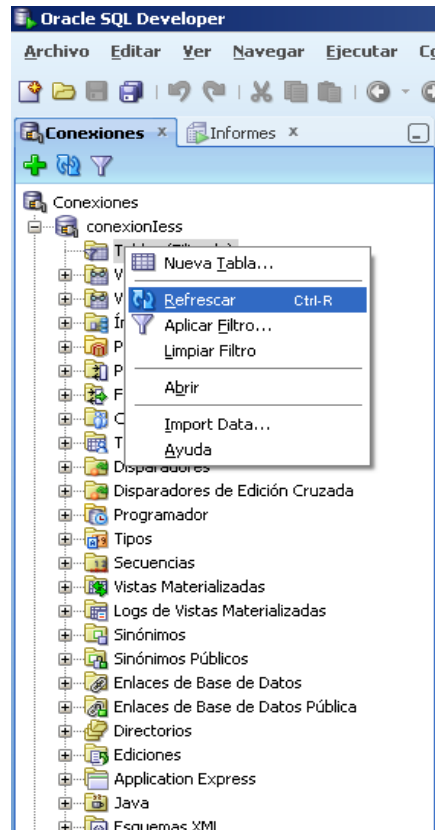 Oracle SQL Developer
Archivo Editar Ver Navegar Ejecutar
Conexiones x Informes x
Conexiones
conexionIess
Nueva Tabla...
Refrescar Ctrl-R
Aplicar Filtro...
Limpiar Filtro
Abrir
Import Data...
Ayuda
Disparadores
Disparadores de Edición Cruzada
Programador
Tipos
Secuencias
Vistas Materializadas
Logs de Vistas Materializadas
Sinónimos
Sinónimos Públicos
Enlaces de Base de Datos
Enlaces de Base de Datos Pública
Directorios
Ediciones
Application Express
Java
Esquemas XML